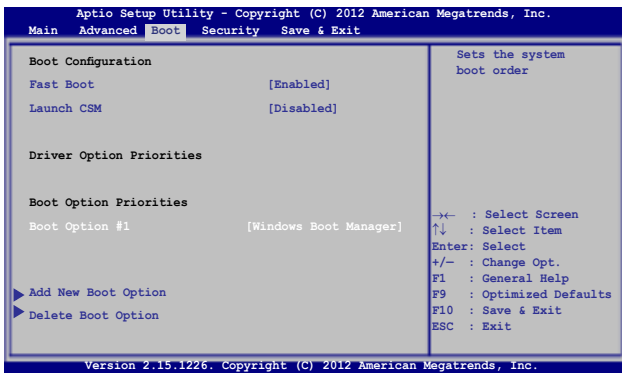 Aptio Setup Utility - Copyright (C) 2012 American Megatrends, Inc.
Main Advanced Boot Security Save & Exit
Boot Configuration
Fast Boot [Enabled]
Launch CSM [Disabled]
Driver Option Priorities
Boot Option Priorities
Boot Option #1 [Windows Boot Manager]
Add New Boot Option
Delete Boot Option
Sets the system
boot order
→← : Select Screen
↑↓ : Select Item
Enter: Select
+/— : Change Opt.
F1 : General Help
F9 : Optimized Defaults
F10 : Save & Exit
ESC : Exit
Version 2.15.1226. Copyright (C) 2012 American Megatrends, Inc.